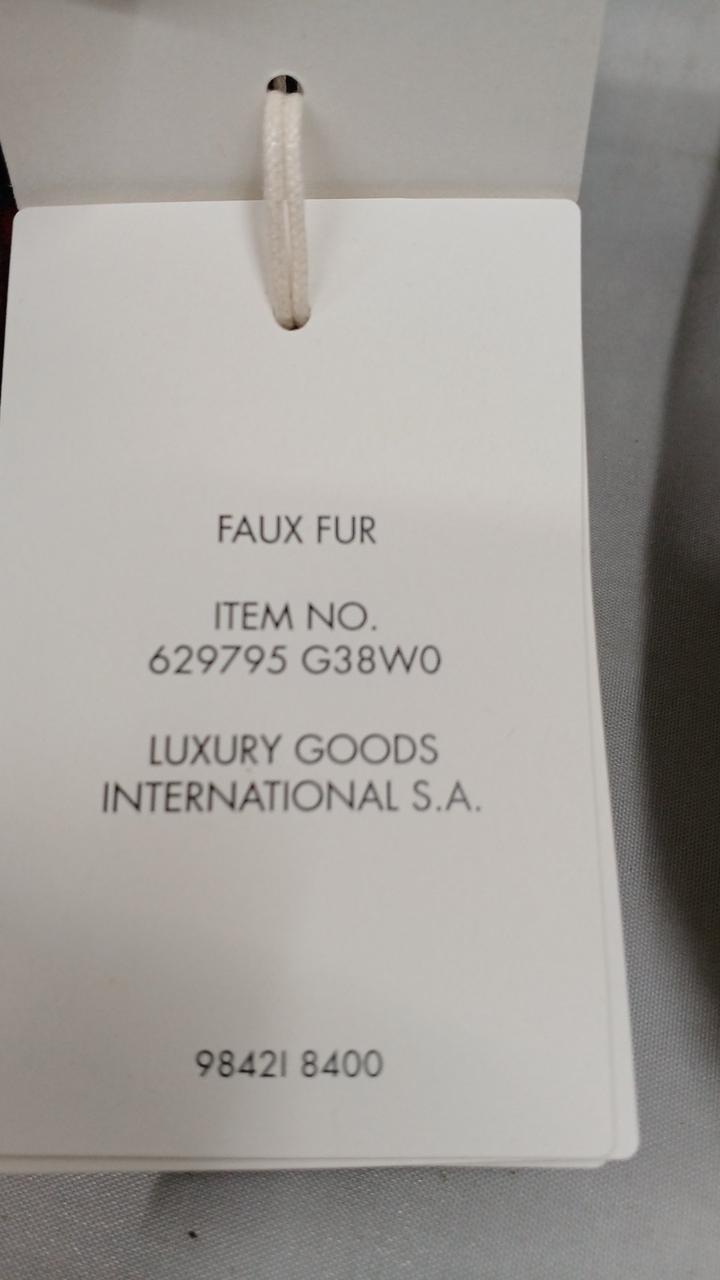 FAUX FUR
ITEM NO.
629795 G38W0
LUXURY GOODS
INTERNATIONAL S.A.
98421 8400